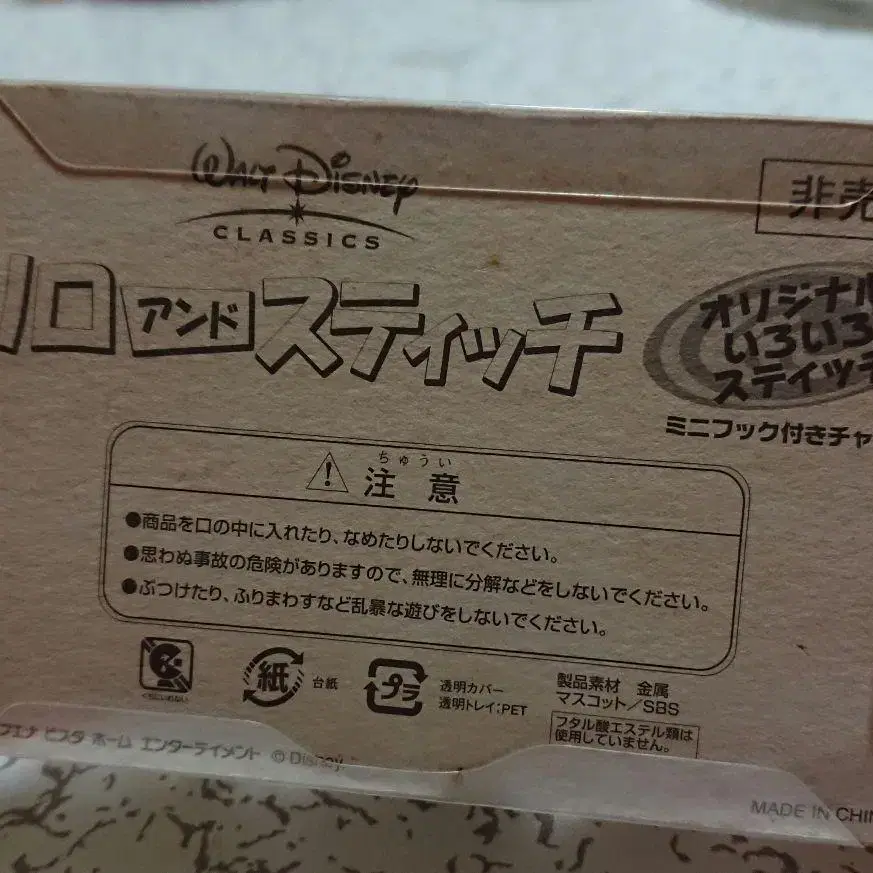 WALT DISNEY
CLASSICS
非売
ロ アンド スティッチ
オリジナル
いろいろ
スティッチ
ミニフック付きチャ
ちゅうい
注意
●商品を口の中に入れたり、なめたりしないでください。
●思わぬ事故の危険がありますので、無理に分解などをしないでください。
●ぶつけたり、ふりまわすなど乱暴な遊びをしないでください。
くちにいれない
紙 台紙
プラ 透明カバー
透明トレイ:PET
製品素材 金属
マスコット/SBS
フタル酸エステル類は
使用していません。
ブエナ ビスタ ホーム エンターテイメント © Disney.
MADE IN CHIN